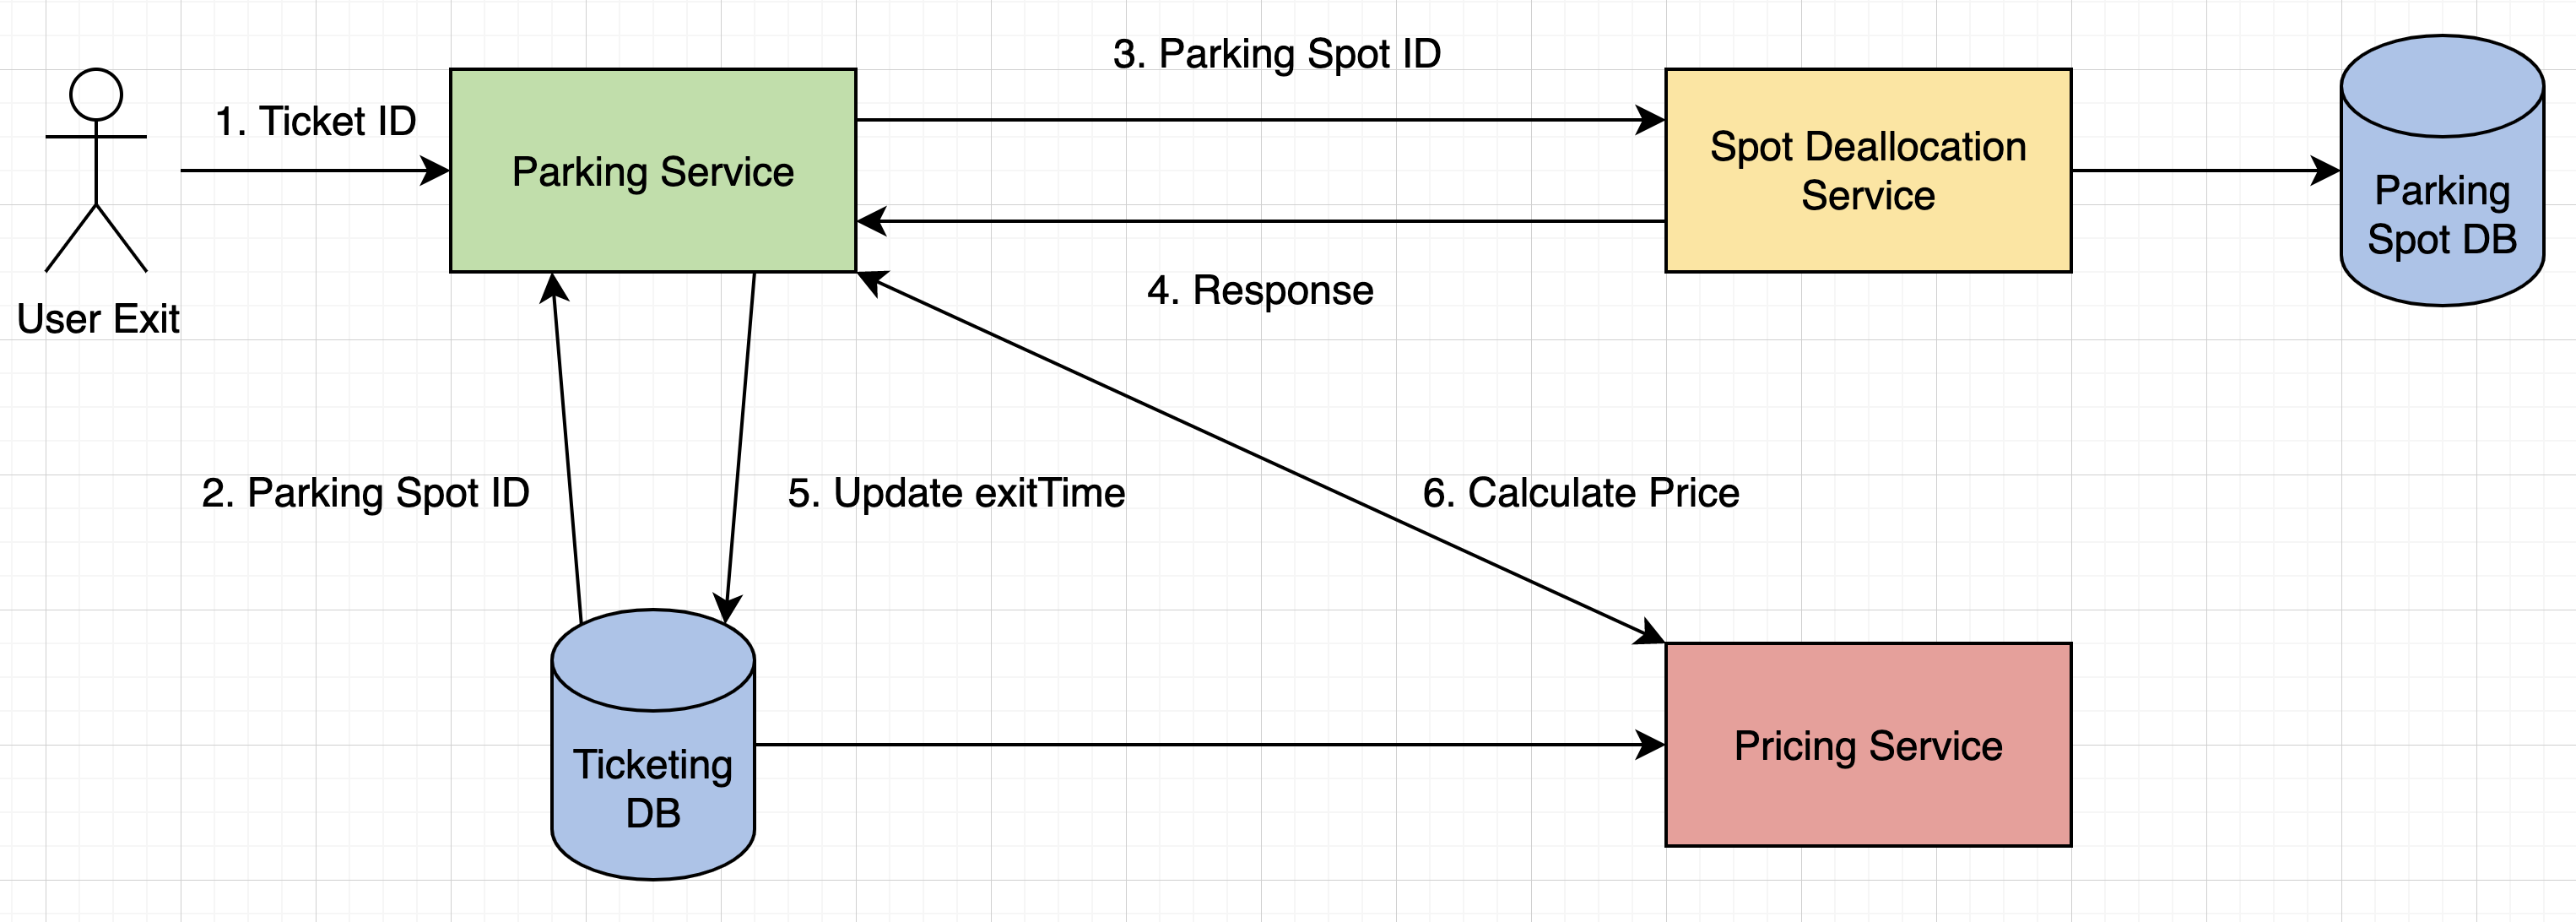 3. Parking Spot ID
1. Ticket ID
Parking Service
Spot Deallocation
Service
Parking
Spot DB
4. Response
User Exit
2. Parking Spot ID
5. Update exitTime
6. Calculate Price
Ticketing
DB
Pricing Service